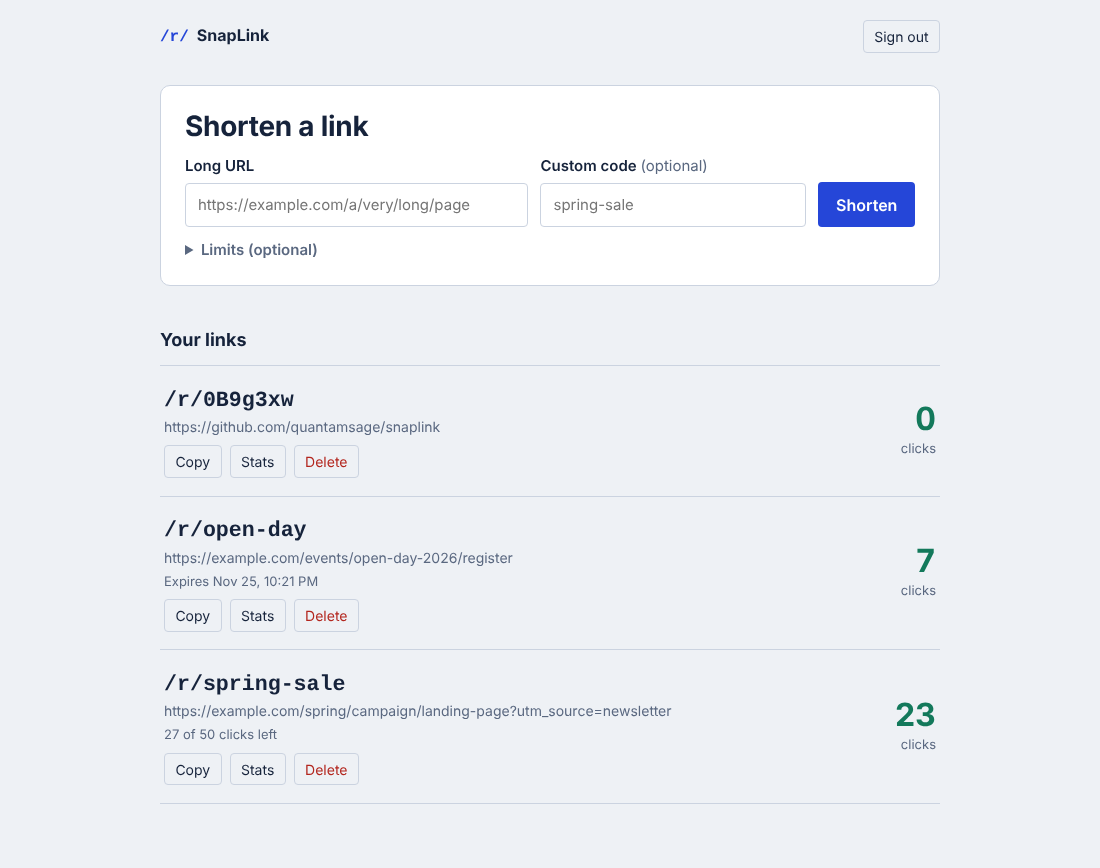 /r/ SnapLink
Sign out
Shorten a link
Long URL
Custom code (optional)
https://example.com/a/very/long/page
spring-sale
Shorten
Limits (optional)
Your links
/r/0B9g3xw
https://github.com/quantamsage/snaplink
Copy
Stats
Delete
0
clicks
/r/open-day
https://example.com/events/open-day-2026/register
Expires Nov 25, 10:21 PM
Copy
Stats
Delete
7
clicks
/r/spring-sale
https://example.com/spring/campaign/landing-page?utm_source=newsletter
27 of 50 clicks left
Copy
Stats
Delete
23
clicks